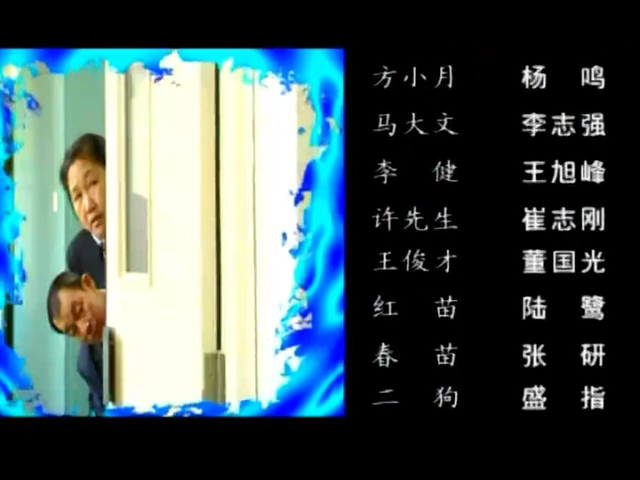 方小月 杨鸣
马大文 李志强
李健 王旭峰
许先生 崔志刚
王俊才 董国光
红苗 陆鹭
春苗 张研
二狗 盛指